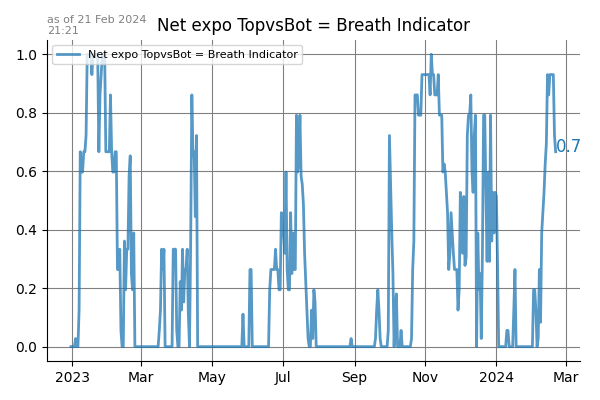 as of 21 Feb 2024
21:21
Net expo TopvsBot = Breath Indicator
Net expo TopvsBot = Breath Indicator
1.0
0.8
0.6
0.4
0.2
0.0
0.7
2023 Mar May Jul Sep Nov 2024 Mar